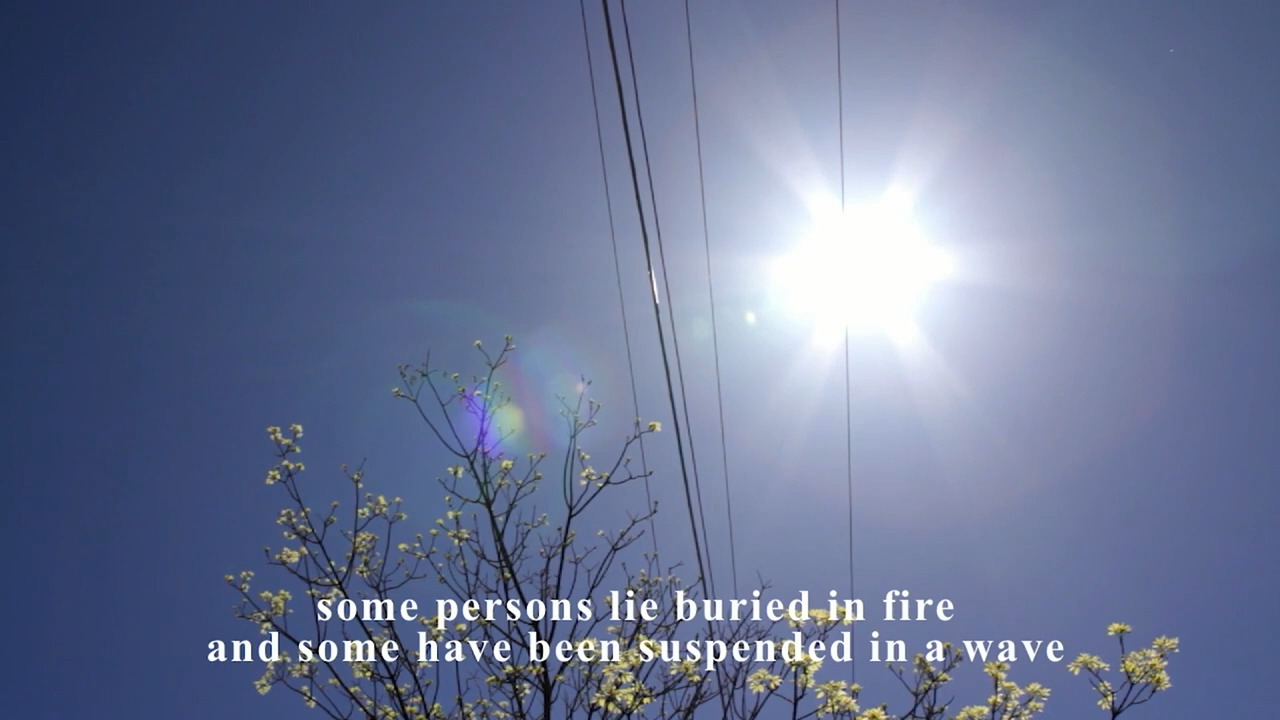 some persons lie buried in fire
and some have been suspended in a wave